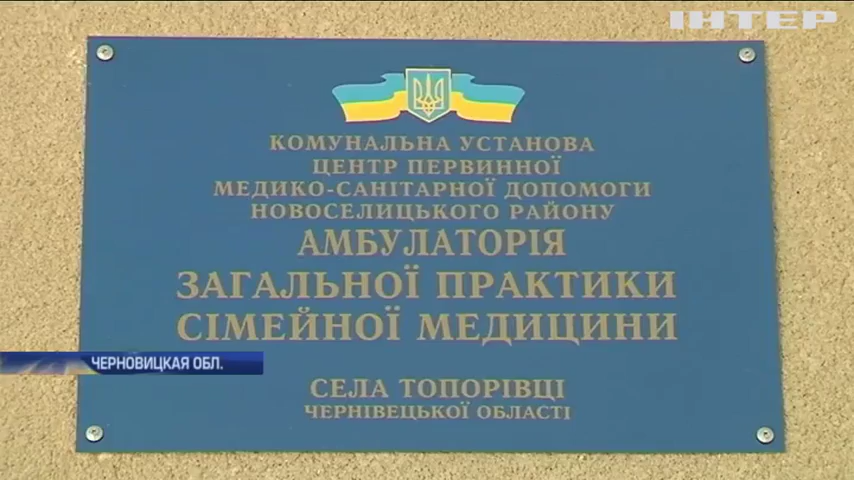 ІНТЕР
КОМУНАЛЬНА УСТАНОВА
ЦЕНТР ПЕРВИННОЇ
МЕДИКО-САНІТАРНОЇ ДОПОМОГИ
НОВОСЕЛИЦЬКОГО РАЙОНУ
АМБУЛАТОРІЯ
ЗАГАЛЬНОЇ ПРАКТИКИ
СІМЕЙНОЇ МЕДИЦИНИ
ЧЕРНОВИЦКАЯ ОБЛ.
СЕЛА ТОПОРІВЦІ
ЧЕРНІВЕЦЬКОЇ ОБЛАСТІ